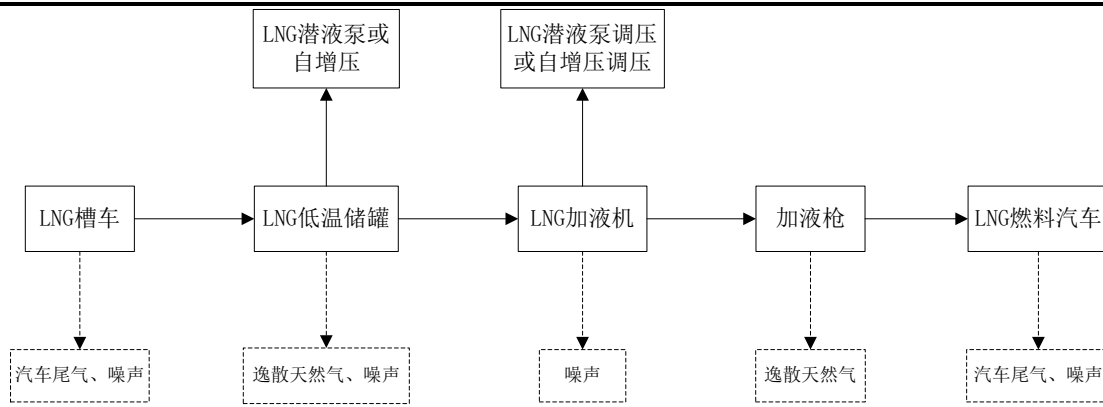 LNG潜液泵或
自增压
LNG潜液泵调压
或自增压调压
LNG槽车
LNG低温储罐
LNG加液机
加液枪
LNG燃料汽车
汽车尾气、噪声
逸散天然气、噪声
噪声
逸散天然气
汽车尾气、噪声